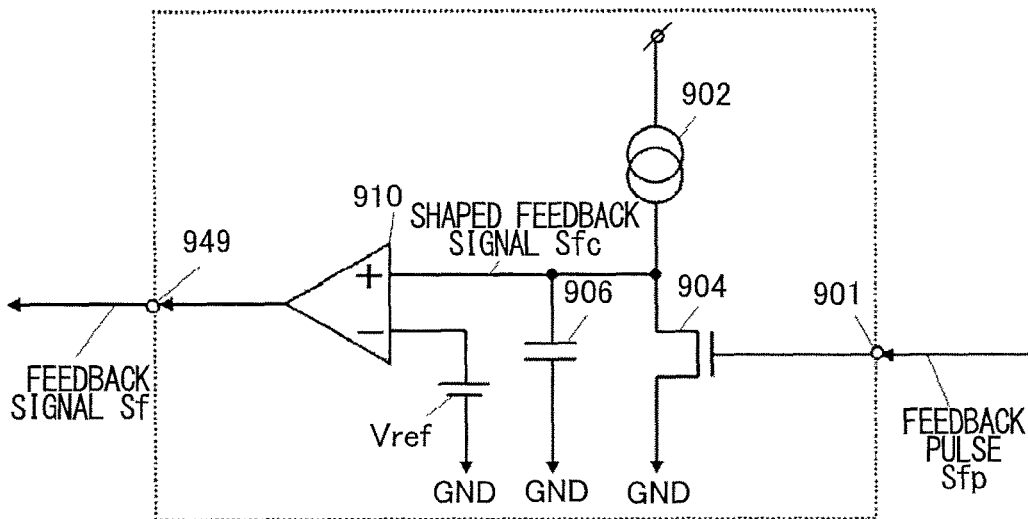 902
910
SHAPED FEEDBACK
SIGNAL Sfc
949
906
904
901
+
−
FEEDBACK
SIGNAL Sf
Vref
FEEDBACK
PULSE
Sfp
GND
GND
GND